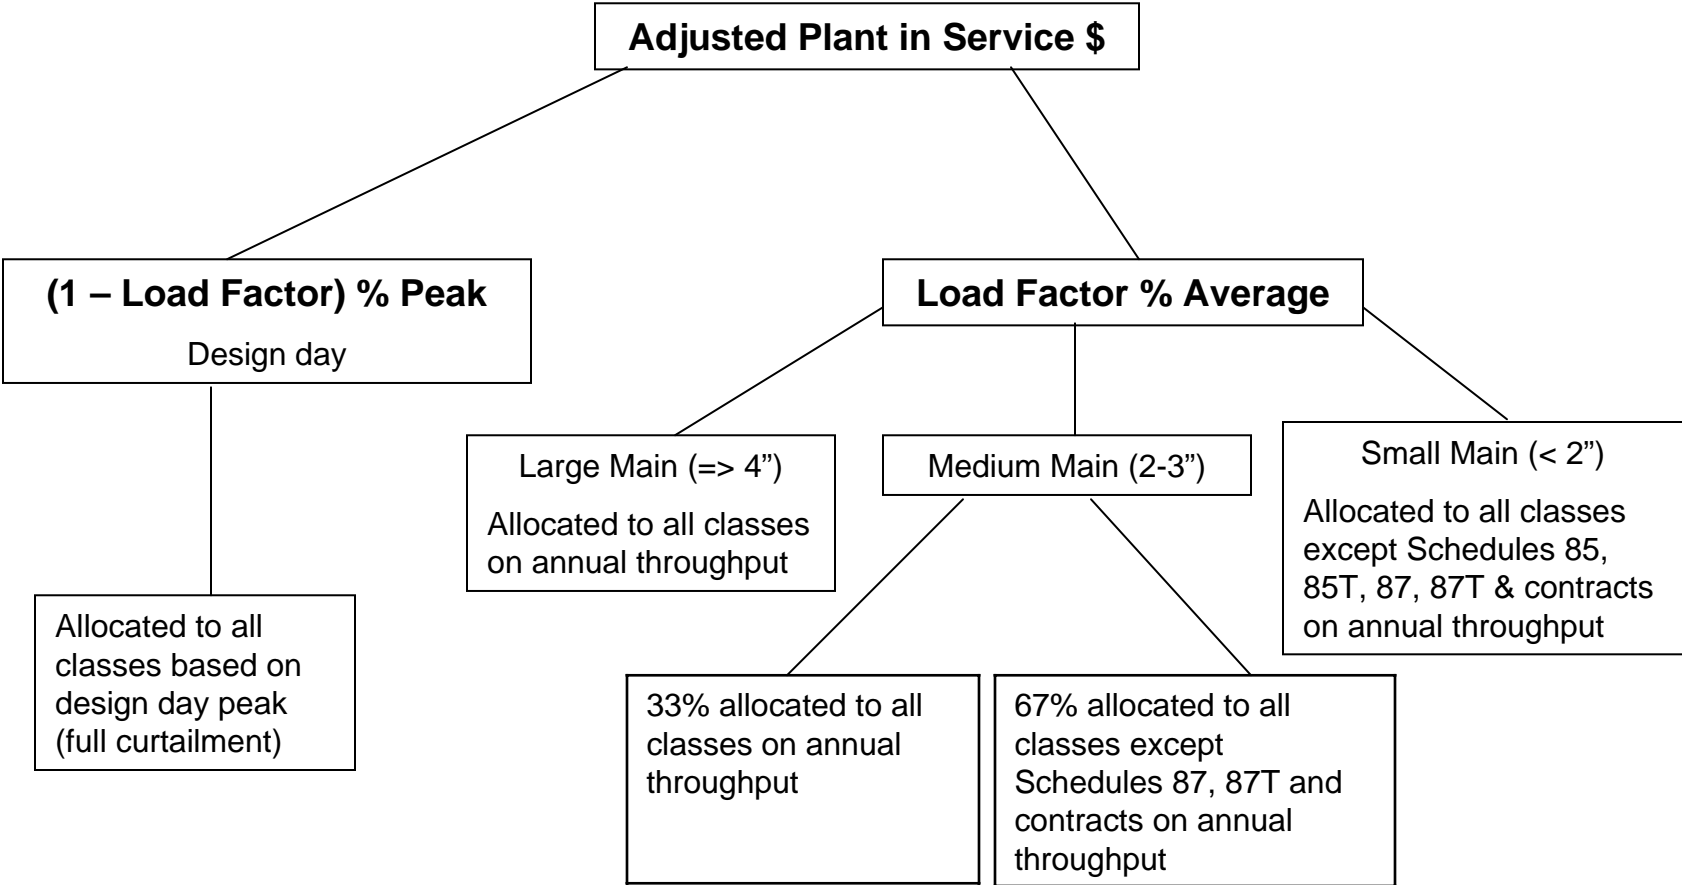 Adjusted Plant in Service $
(1 – Load Factor) % Peak
Design day
Load Factor % Average
Large Main (=> 4”)
Allocated to all classes
on annual throughput
Medium Main (2-3”)
Small Main (< 2”)
Allocated to all classes
except Schedules 85,
85T, 87, 87T & contracts
on annual throughput
Allocated to all
classes based on
design day peak
(full curtailment)
33% allocated to all
classes on annual
throughput
67% allocated to all
classes except
Schedules 87, 87T and
contracts on annual
throughput